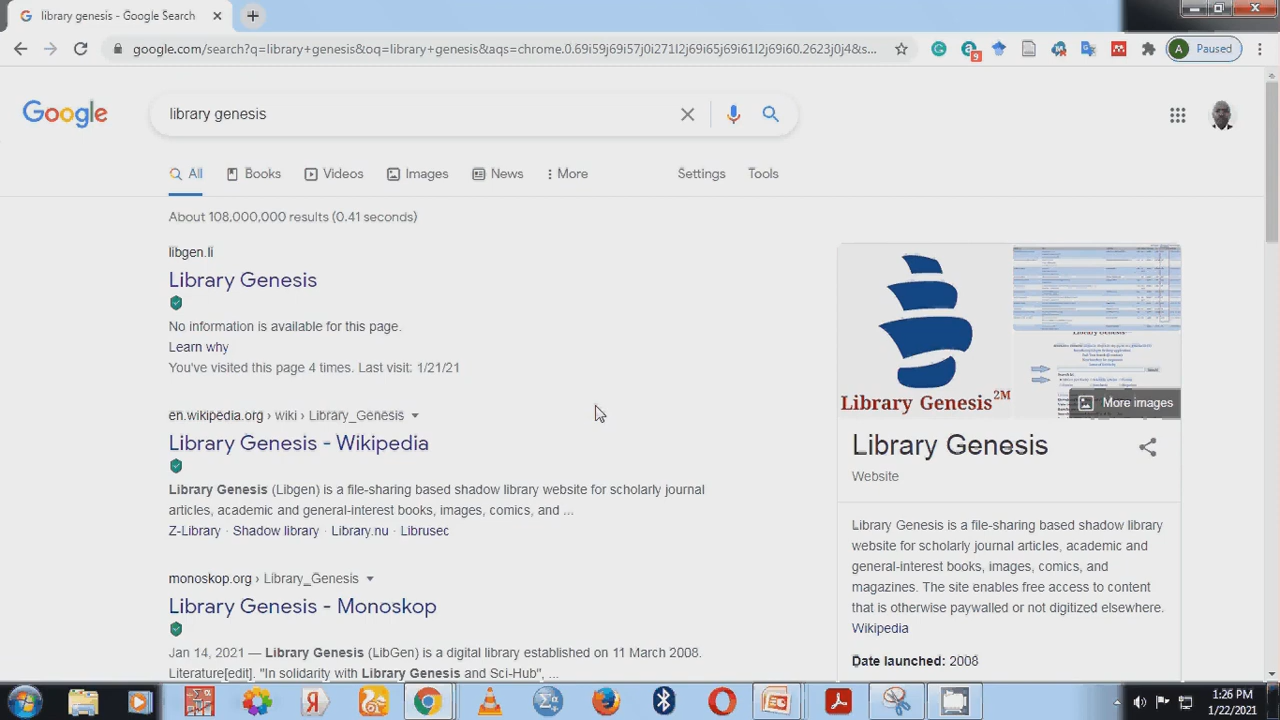 library genesis - Google Search
google.com/search?q=library+genesis&oq=library+genesis&aqs=chrome.0.69i59j69i57j0i271l2j69i65j69i61l2j69i60.2623j0j4&s...
9
A Paused
Google
library genesis
All Books Videos Images News More Settings Tools
About 108,000,000 results (0.41 seconds)
libgen.li
Library Genesis
No information is available for this page.
Learn why
You've visited this page 4 times. Last visit: 1/21/21
en.wikipedia.org › wiki › Library_Genesis
Library Genesis - Wikipedia
Library Genesis (Libgen) is a file-sharing based shadow library website for scholarly journal
articles, academic and general-interest books, images, comics, and ...
Z-Library · Shadow library · Library.nu · Librusec
monoskop.org › Library_Genesis
Library Genesis - Monoskop
Jan 14, 2021 — Library Genesis (LibGen) is a digital library established on 11 March 2008.
Literature[edit]. "In solidarity with Library Genesis and Sci-Hub", ...
Library Genesis2M
More images
Library Genesis
Website
Library Genesis is a file-sharing based shadow library
website for scholarly journal articles, academic and
general-interest books, images, comics, and
magazines. The site enables free access to content
that is otherwise paywalled or not digitized elsewhere.
Wikipedia
Date launched: 2008
1:26 PM
1/22/2021